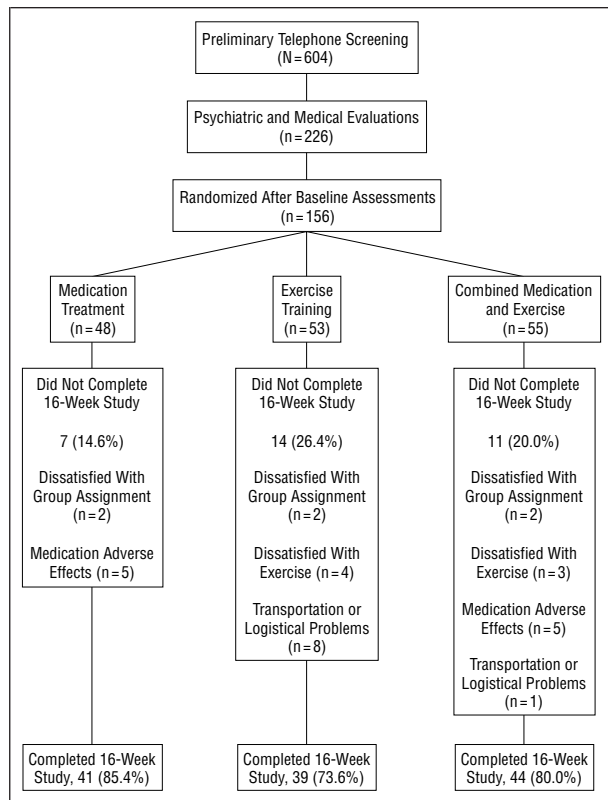 Preliminary Telephone Screening
(N=604)
Psychiatric and Medical Evaluations
(n=226)
Randomized After Baseline Assessments
(n=156)
Medication
Treatment
(n=48)
Exercise
Training
(n=53)
Combined Medication
and Exercise
(n=55)
Did Not Complete
16-Week Study
7 (14.6%)
Dissatisfied With
Group Assignment
(n=2)
Medication Adverse
Effects (n=5)
Did Not Complete
16-Week Study
14 (26.4%)
Dissatisfied With
Group Assignment
(n=2)
Dissatisfied With
Exercise (n=4)
Transportation or
Logistical Problems
(n=8)
Did Not Complete
16-Week Study
11 (20.0%)
Dissatisfied With
Group Assignment
(n=2)
Dissatisfied With
Exercise (n=3)
Medication Adverse
Effects (n=5)
Transportation or
Logistical Problems
(n=1)
Completed 16-Week
Study, 41 (85.4%)
Completed 16-Week
Study, 39 (73.6%)
Completed 16-Week
Study, 44 (80.0%)